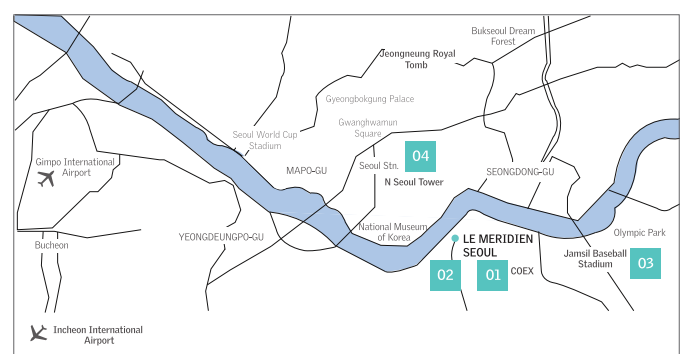 Bukseoul Dream
Forest
Jeongneung Royal
Tomb
Gyeongbokgung Palace
Gwanghwamun
Square
Seoul World Cup
Stadium
04
Gimpo International
Airport
MAPO-GU
Seoul Stn.
SEONGDONG-GU
N Seoul Tower
National Museum
of Korea
YEONGDEUNGPO-GU
Bucheon
LE MERIDIEN
SEOUL
Olympic Park
Jamsil Baseball
Stadium
03
02
01
COEX
Incheon International
Airport